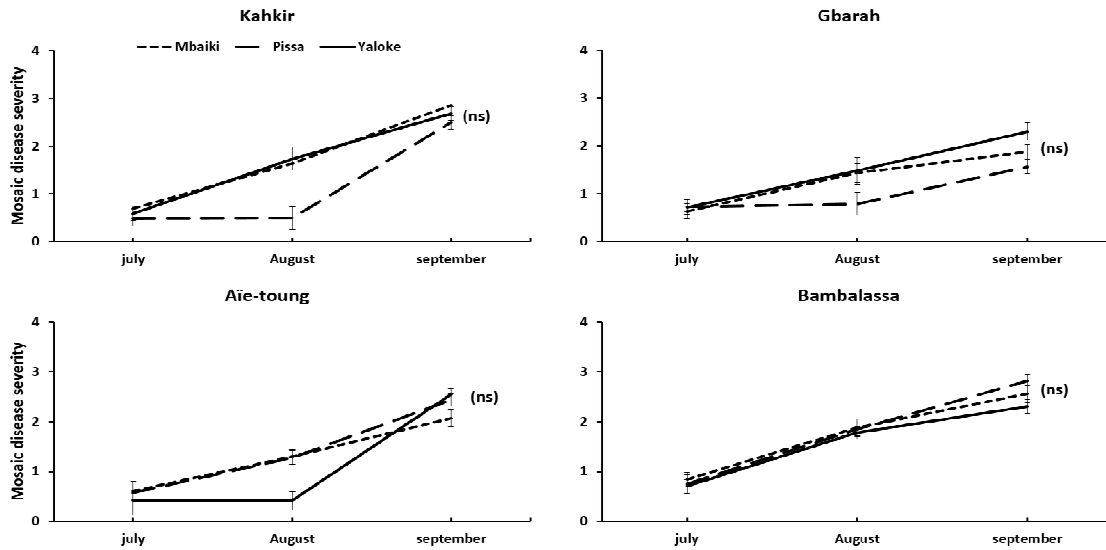 Kahkir
Mbaiki Pissa Yaloke
Mosaic disease severity
4
3
2
1
0
(ns)
july August september
Gbarah
4
3
2
1
0
(ns)
july August september
Aïe-toung
Mosaic disease severity
4
3
2
1
0
(ns)
july August september
Bambalassa
4
3
2
1
0
(ns)
july August september